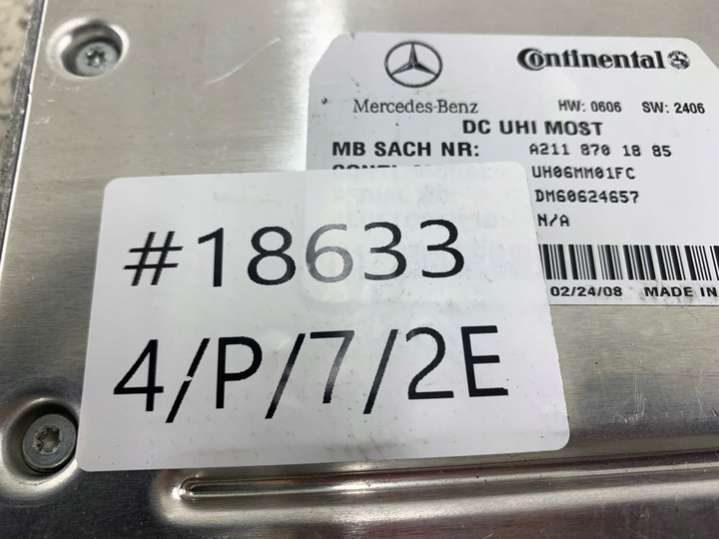 Mercedes-Benz
Continental
HW: 0606 SW: 2406
DC UHI MOST
MB SACH NR: A211 870 18 85
UH06MM01FC
DM60624657
N/A
02/24/08 MADE IN
#18633
4/P/7/2E